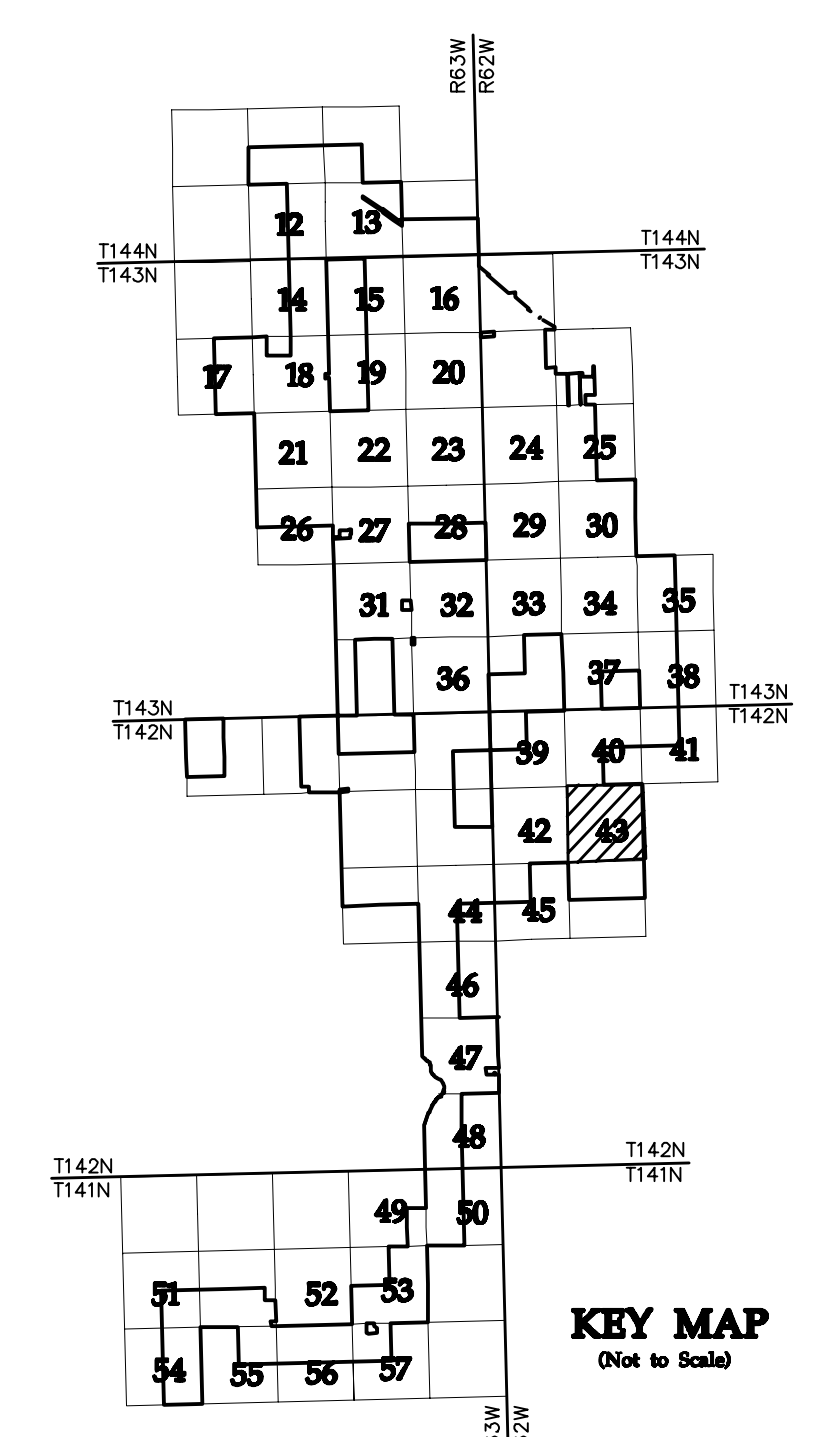 R63W
R62W
12 13
T144N T144N
T143N T143N
14 15 16
17 18 19 20
21 22 23 24 25
26 27 28 29 30
31 32 33 34 35
36 37 38
T143N T143N
T142N T142N
39 40 41
42 43
44 45
46
47
48
T142N T142N
T141N T141N
49 50
51 52 53
KEY MAP
(Not to Scale)
54 55 56 57